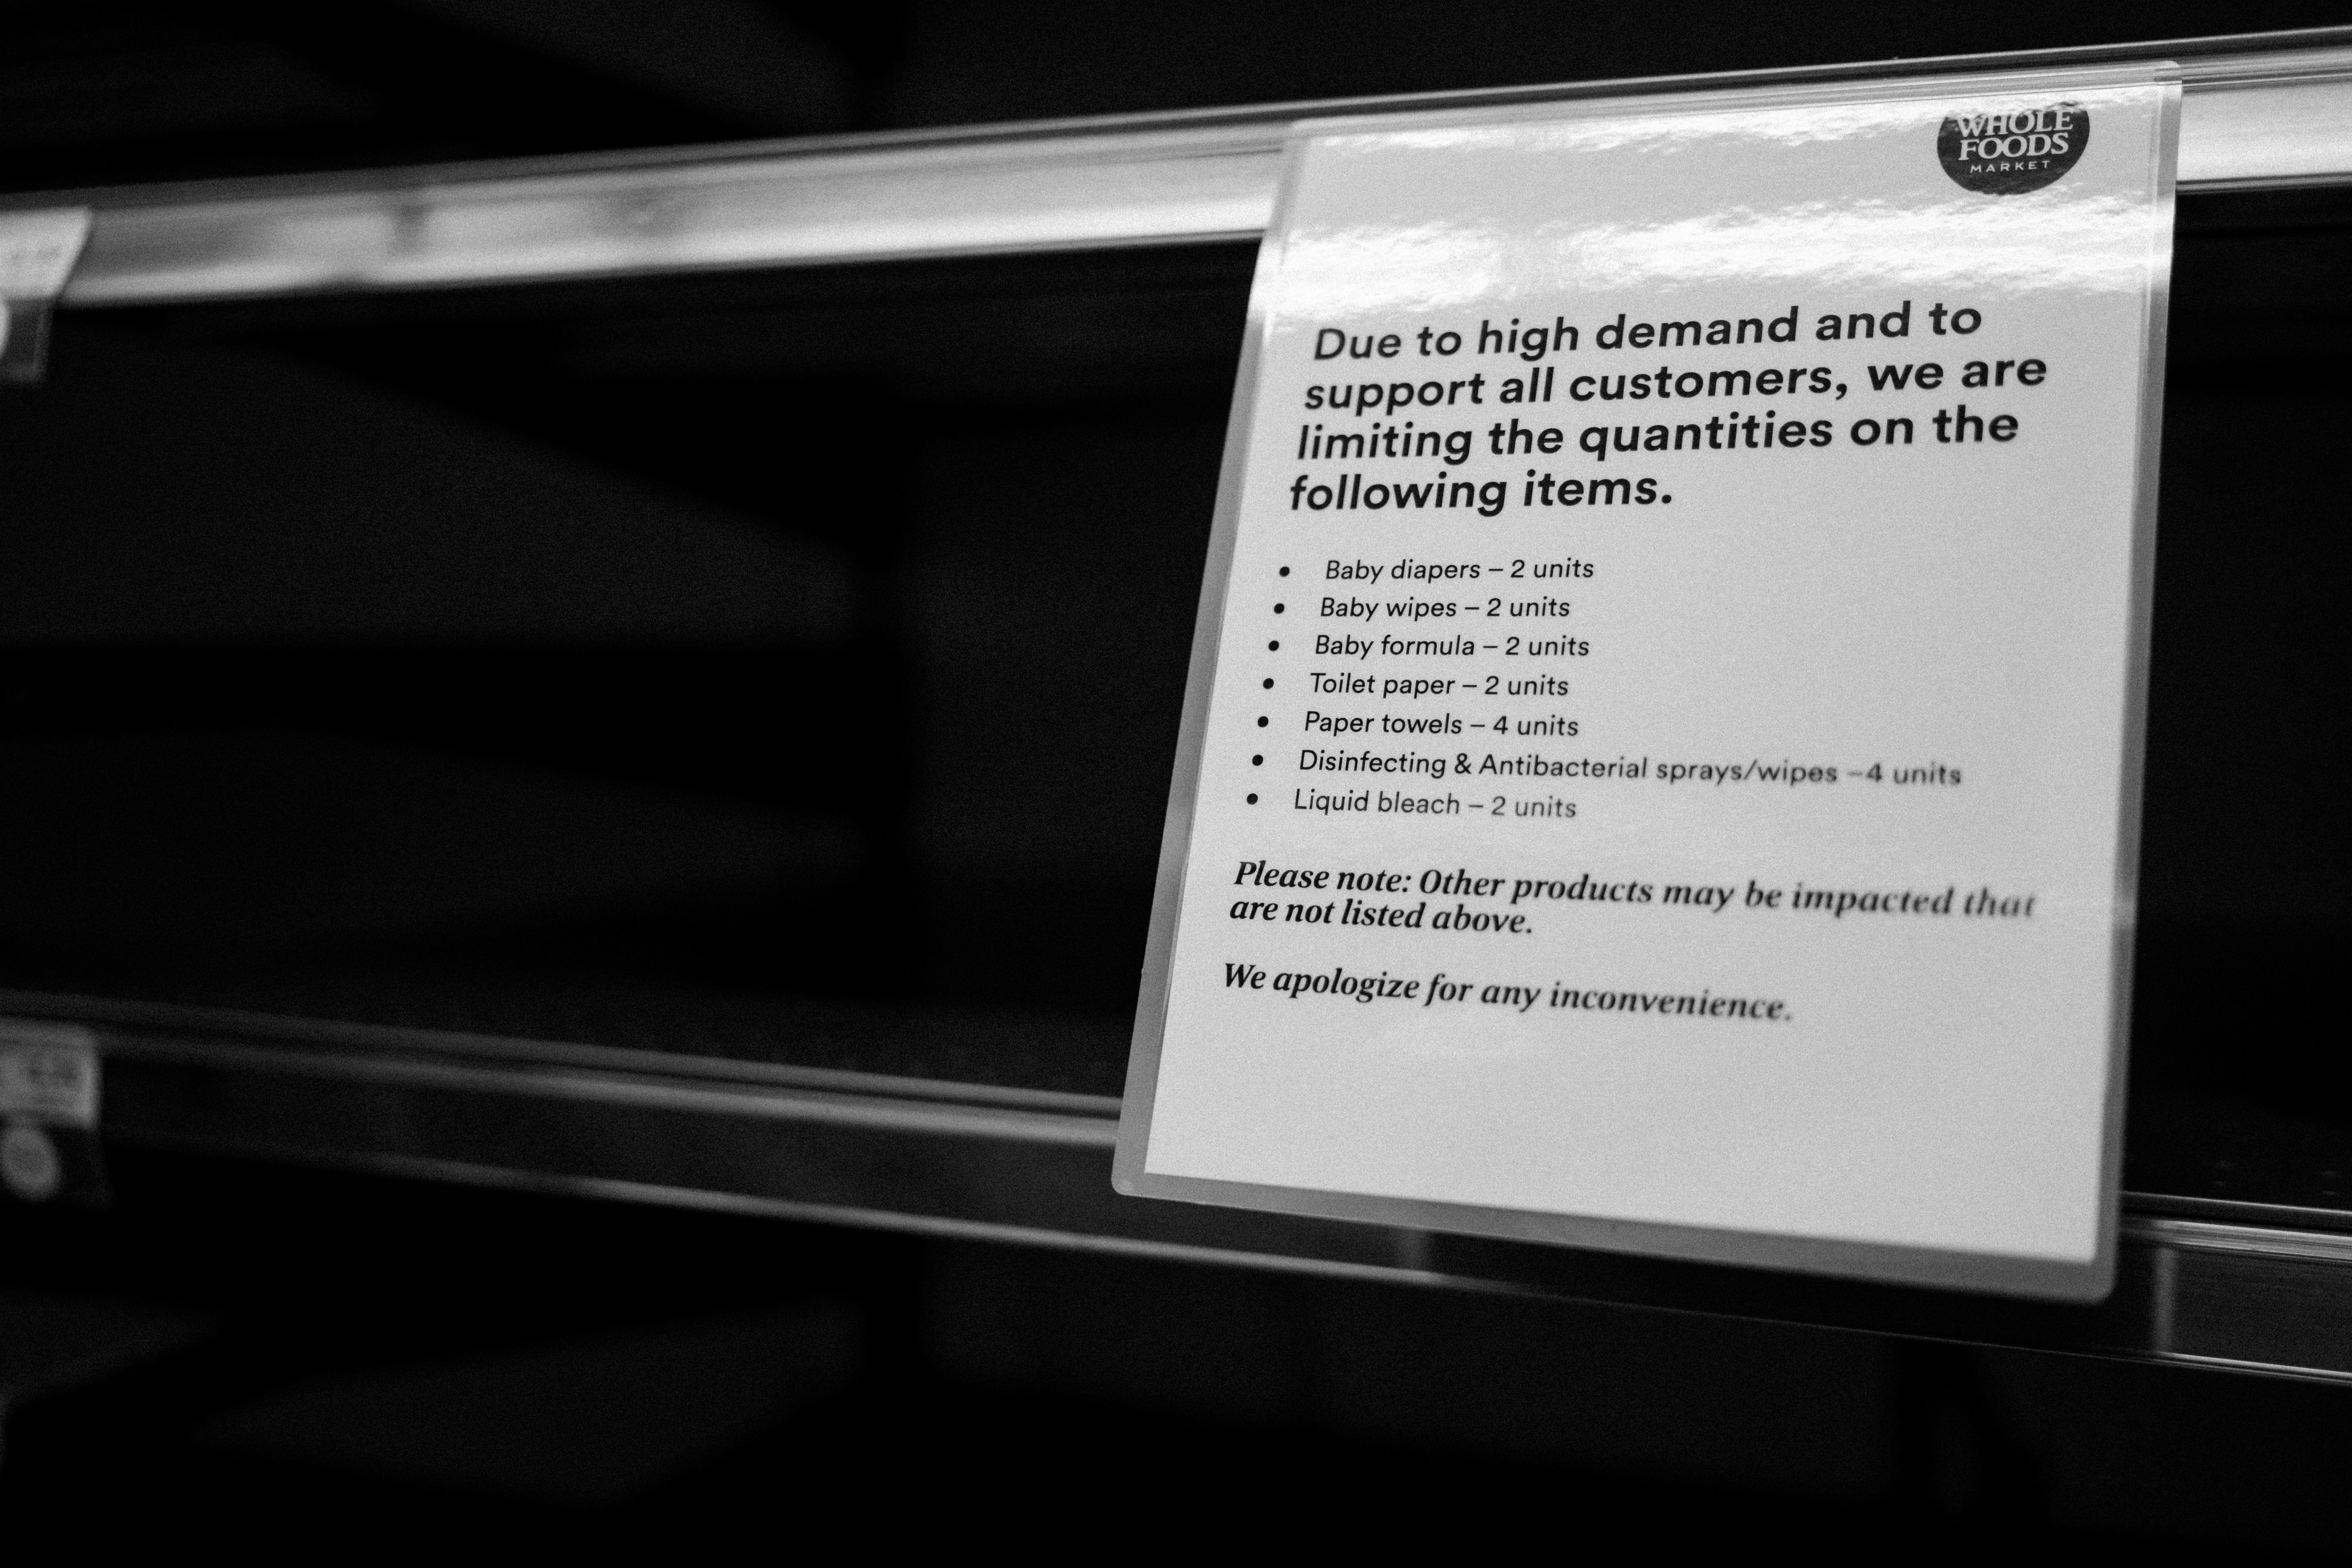 WHOLE
FOODS
MARKET
Due to high demand and to
support all customers, we are
limiting the quantities on the
following items.
• Baby diapers – 2 units
• Baby wipes – 2 units
• Baby formula – 2 units
• Toilet paper – 2 units
• Paper towels – 4 units
• Disinfecting & Antibacterial sprays/wipes –4 units
• Liquid bleach – 2 units
Please note: Other products may be impacted that
are not listed above.
We apologize for any inconvenience.